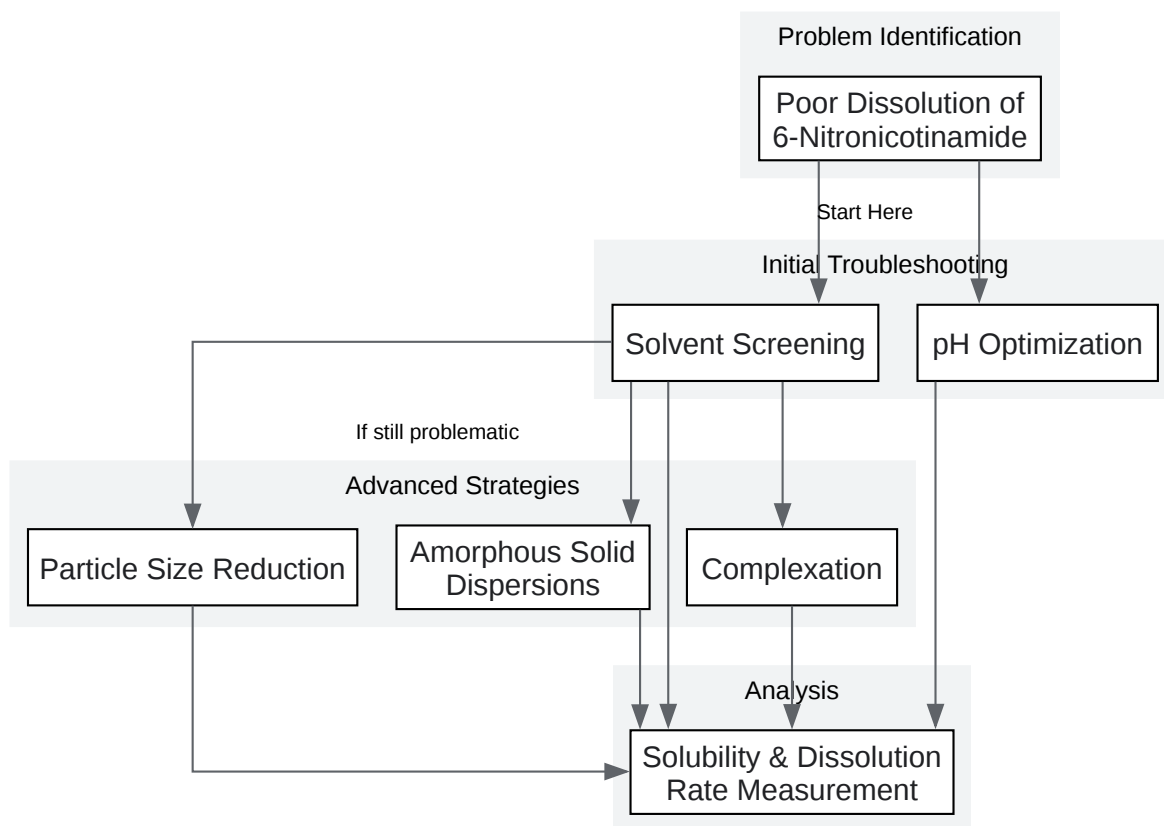 Problem Identification
Poor Dissolution of
6-Nitronicotinamide
Start Here
Initial Troubleshooting
Solvent Screening
pH Optimization
If still problematic
Advanced Strategies
Particle Size Reduction
Amorphous Solid
Dispersions
Complexation
Analysis
Solubility & Dissolution
Rate Measurement